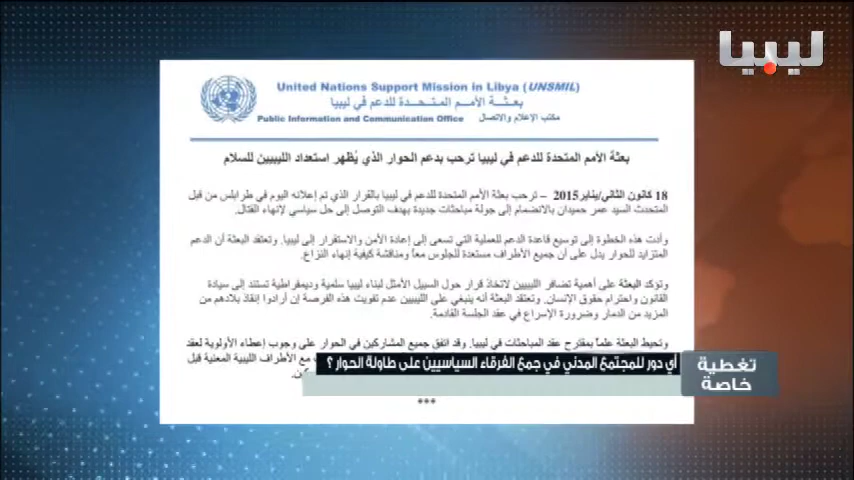 ليبيا
United Nations Support Mission in Libya (UNSMIL)
بعثة الأمم المتحدة للدعم في ليبيا
Public Information and Communication Office مكتب الإعلام والاتصال
بعثة الأمم المتحدة للدعم في ليبيا ترحب بدعم الحوار الذي يُظهر استعداد الليبيين للسلام
18 كانون الثاني/يناير 2015 – ترحب بعثة الأمم المتحدة للدعم في ليبيا بالقرار الذي تم إعلانه اليوم في طرابلس من قبل
المتحدث السيد عمر حميدان بالانضمام إلى جولة مباحثات جديدة بهدف التوصل إلى حل سياسي لإنهاء القتال.
وأدت هذه الخطوة إلى توسيع قاعدة الدعم للعملية التي تسعى إلى إعادة الأمن والاستقرار إلى ليبيا. وتعتقد البعثة أن الدعم
المتزايد للحوار يدل على أن جميع الأطراف مستعدة للجلوس معاً ومناقشة كيفية إنهاء النزاع.
وتؤكد البعثة على أهمية تضافر الليبيين لاتخاذ قرار حول السبيل الأمثل لبناء ليبيا سلمية وديمقراطية تستند إلى سيادة
القانون واحترام حقوق الإنسان. وتعتقد البعثة أنه ينبغي على الليبيين عدم تفويت هذه الفرصة إن أرادوا إنقاذ بلادهم من
المزيد من الدمار وضرورة الإسراع في عقد الجلسة القادمة.
وتحيط البعثة علماً بمقترح عقد المباحثات في ليبيا. وقد اتفق جميع المشاركين في الحوار على وجوب إعطاء الأولوية لعقد
مع الأطراف الليبية المعنية قبل
أي دور للمجتمع المدني في جمع الفرقاء السياسيين على طاولة الحوار ؟
تغطية
خاصة
***